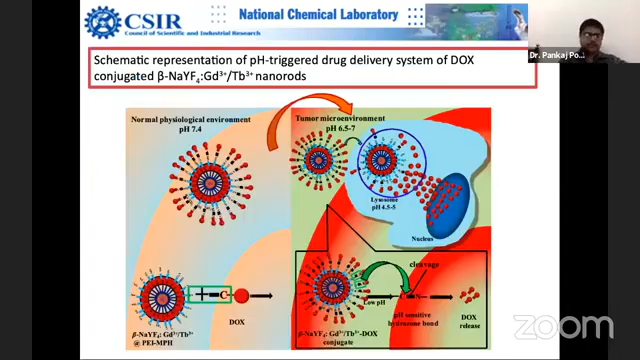 CSIR
Council of Scientific and Industrial Research
National Chemical Laboratory
Dr. Pankaj Po...
Schematic representation of pH-triggered drug delivery system of DOX
conjugated β-NaYF₄:Gd³⁺/Tb³⁺ nanorods
Normal physiological environment
pH 7.4
Tumor microenvironment
pH 6.5-7
Lysosome
pH 4.5-5
Nucleus
cleavage
C
DOX
β-NaYF₄: Gd³⁺/Tb³⁺
@ PEI-MPH
Low pH
C N
pH sensitive
hydrazone bond
DOX
release
β-NaYF₄: Gd³⁺/Tb³⁺-DOX
conjugate
zoom